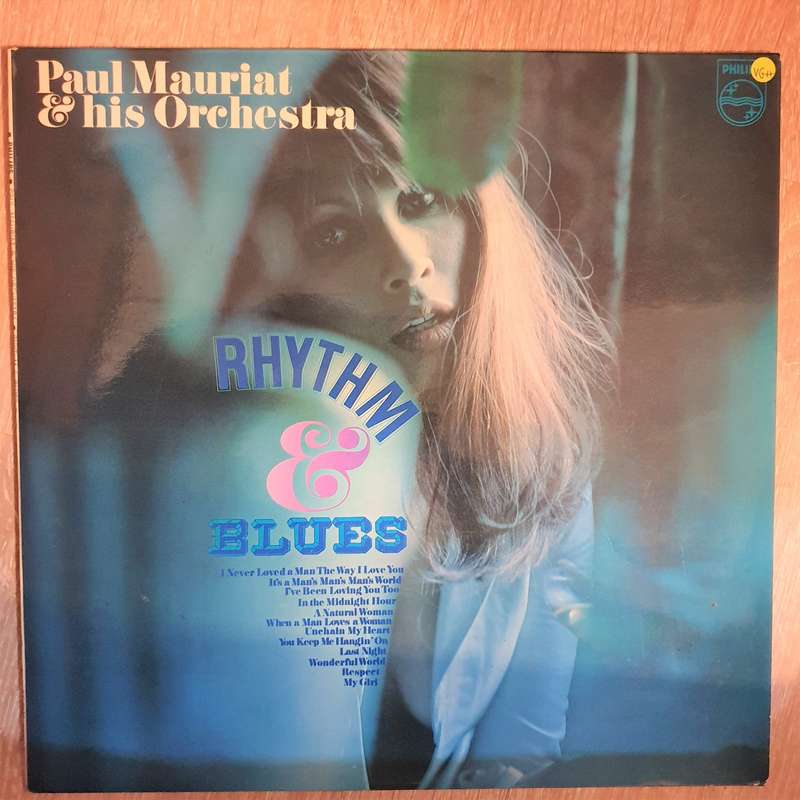 Paul Mauriat
& his Orchestra
PHILI
VG++
RHYTHM
&
BLUES
I Never Loved a Man The Way I Love You
It's a Man's Man's Man's World
I've Been Loving You Too
In the Midnight Hour
A Natural Woman
When a Man Loves a Woman
Unchain My Heart
You Keep Me Hangin' On
Last Night
Wonderful World
Respect
My Girl